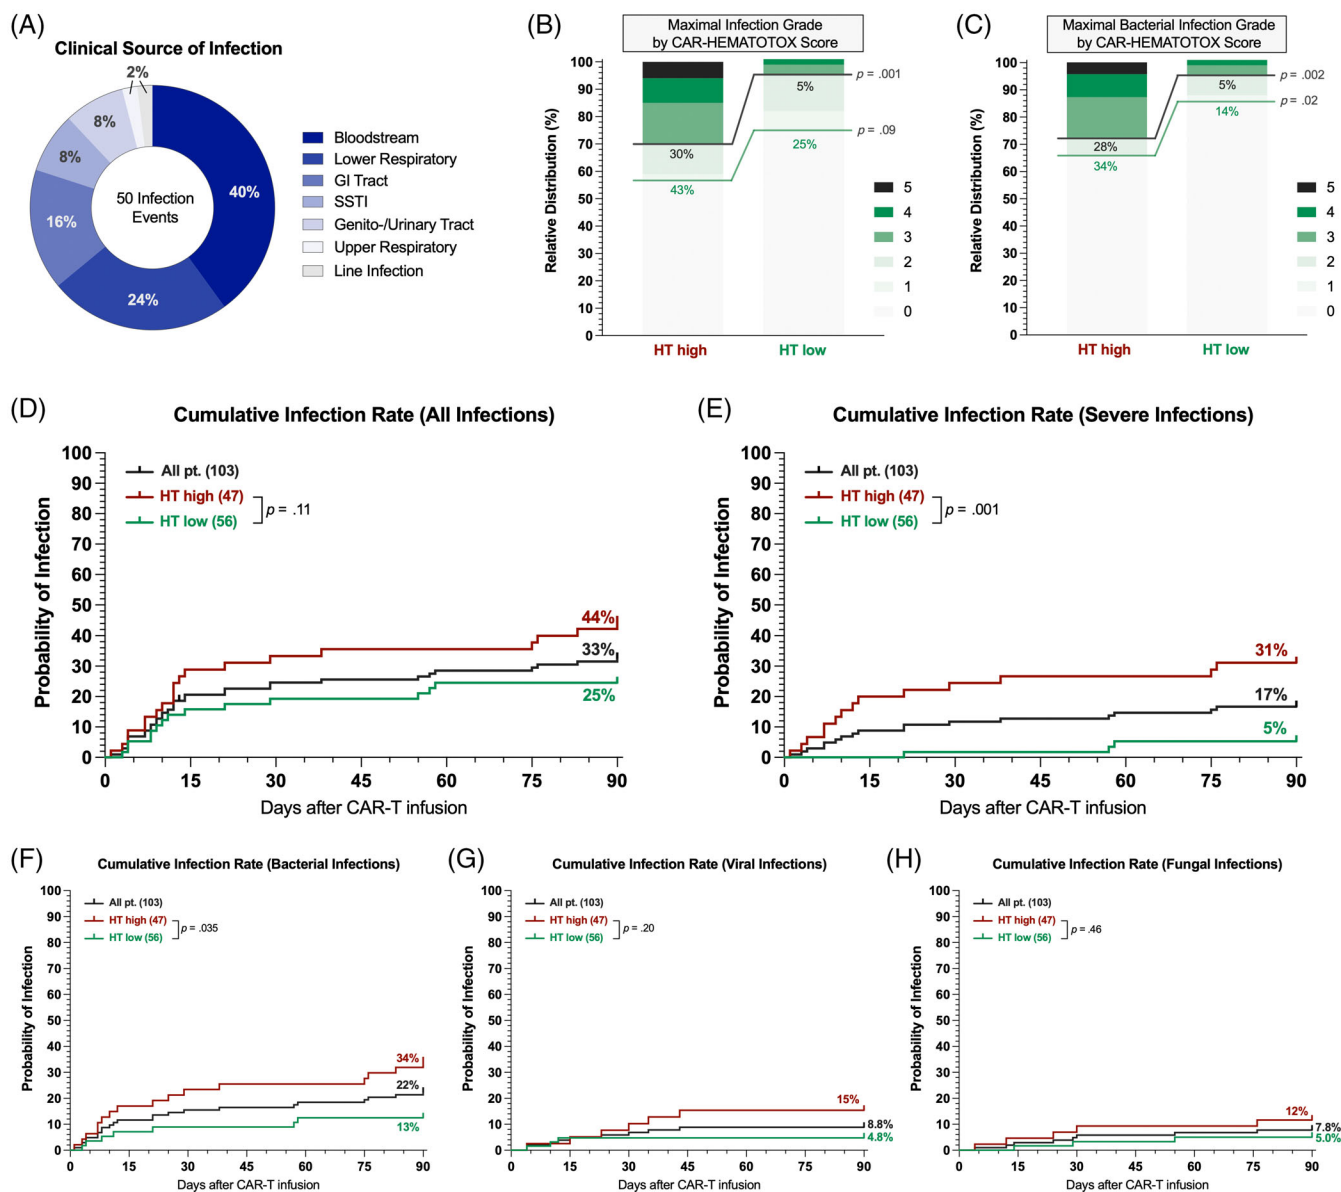 (A)
Clinical Source of Infection
2%
8%
8%
40%
16%
24%
50 Infection
Events
Bloodstream
Lower Respiratory
GI Tract
SSTI
Genito-/Urinary Tract
Upper Respiratory
Line Infection
(B)
Maximal Infection Grade
by CAR-HEMATOTOX Score
Relative Distribution (%)
100
90
80
70
60
50
40
30
20
10
0
30%
43%
5%
25%
p = .001
p = .09
5
4
3
2
1
0
HT high
HT low
(C)
Maximal Bacterial Infection Grade
by CAR-HEMATOTOX Score
Relative Distribution (%)
100
90
80
70
60
50
40
30
20
10
0
28%
34%
5%
14%
p = .002
p = .02
5
4
3
2
1
0
HT high
HT low
(D)
Cumulative Infection Rate (All Infections)
Probability of Infection
100
90
80
70
60
50
40
30
20
10
0
All pt. (103)
HT high (47)
HT low (56)
p = .11
44%
33%
25%
0 15 30 45 60 75 90
Days after CAR-T infusion
(E)
Cumulative Infection Rate (Severe Infections)
Probability of Infection
100
90
80
70
60
50
40
30
20
10
0
All pt. (103)
HT high (47)
HT low (56)
p = .001
31%
17%
5%
0 15 30 45 60 75 90
Days after CAR-T infusion
(F)
Cumulative Infection Rate (Bacterial Infections)
Probability of Infection
100
90
80
70
60
50
40
30
20
10
0
All pt. (103)
HT high (47)
HT low (56)
p = .035
34%
22%
13%
0 15 30 45 60 75 90
Days after CAR-T infusion
(G)
Cumulative Infection Rate (Viral Infections)
Probability of Infection
100
90
80
70
60
50
40
30
20
10
0
All pt. (103)
HT high (47)
HT low (56)
p = .20
15%
8.8%
4.8%
0 15 30 45 60 75 90
Days after CAR-T infusion
(H)
Cumulative Infection Rate (Fungal Infections)
Probability of Infection
100
90
80
70
60
50
40
30
20
10
0
All pt. (103)
HT high (47)
HT low (56)
p = .46
12%
7.8%
5.0%
0 15 30 45 60 75 90
Days after CAR-T infusion